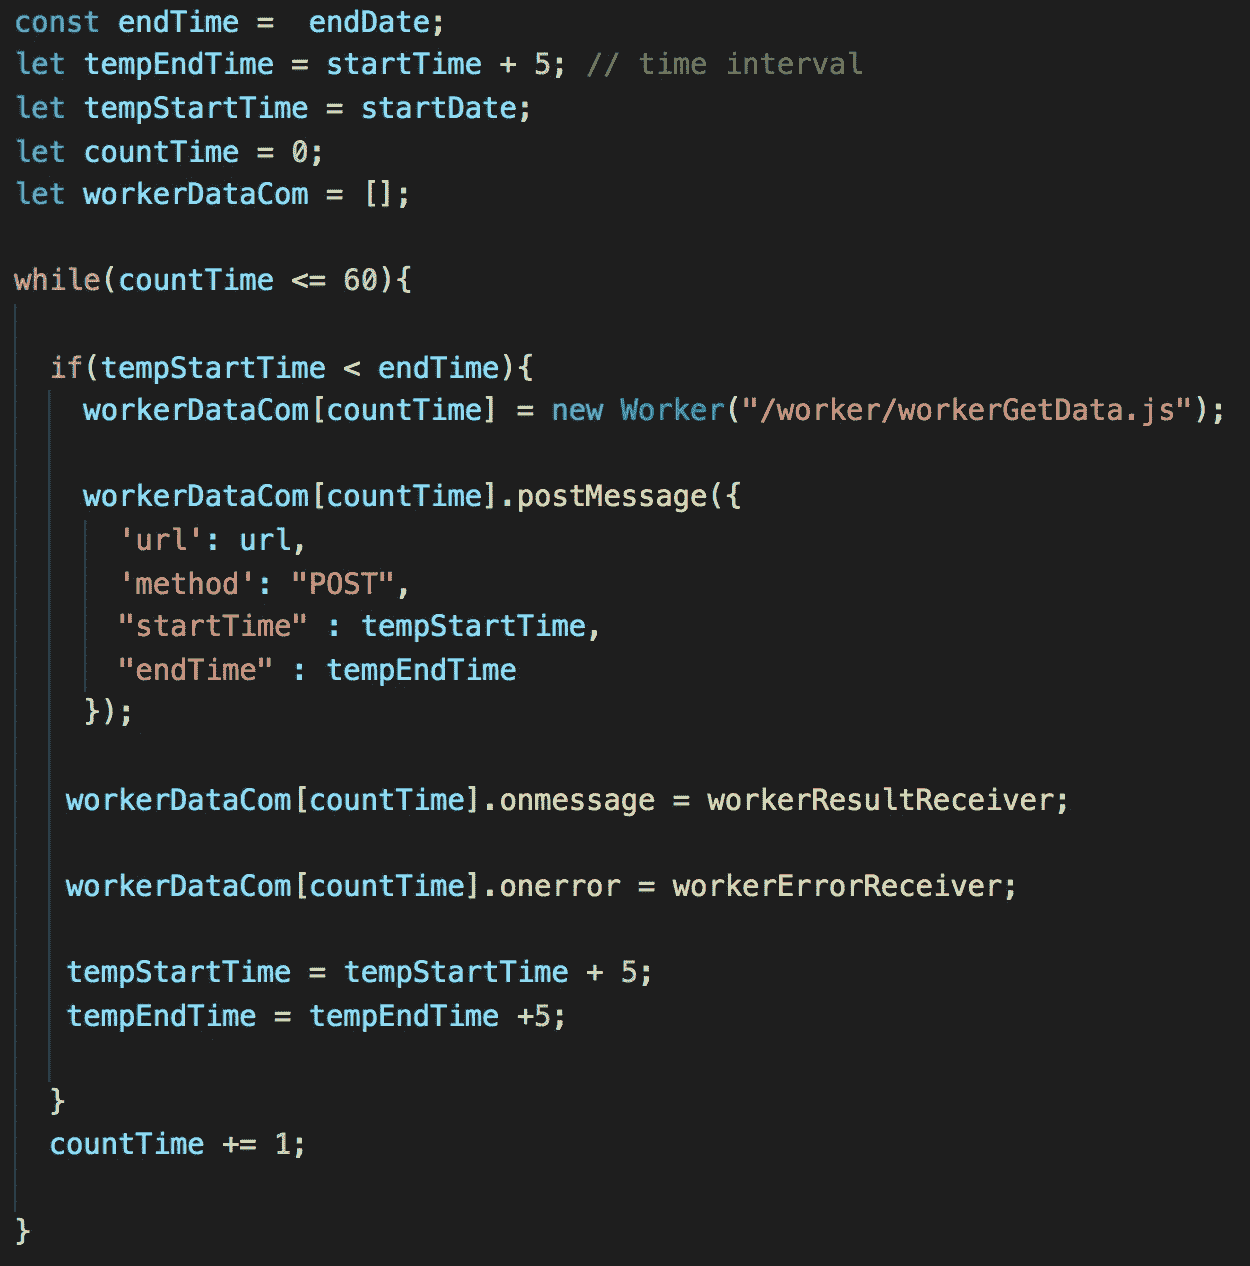 const endTime =  endDate;
let tempEndTime = startTime + 5; // time interval
let tempStartTime = startDate;
let countTime = 0;
let workerDataCom = [];
while(countTime <= 60){
if(tempStartTime < endTime){
workerDataCom[countTime] = new Worker("/worker/workerGetData.js");
workerDataCom[countTime].postMessage({
'url': url,
'method': "POST",
"startTime" : tempStartTime,
"endTime" : tempEndTime
});
workerDataCom[countTime].onmessage = workerResultReceiver;
workerDataCom[countTime].onerror = workerErrorReceiver;
tempStartTime = tempStartTime + 5;
tempEndTime = tempEndTime +5;
}
countTime += 1;
}